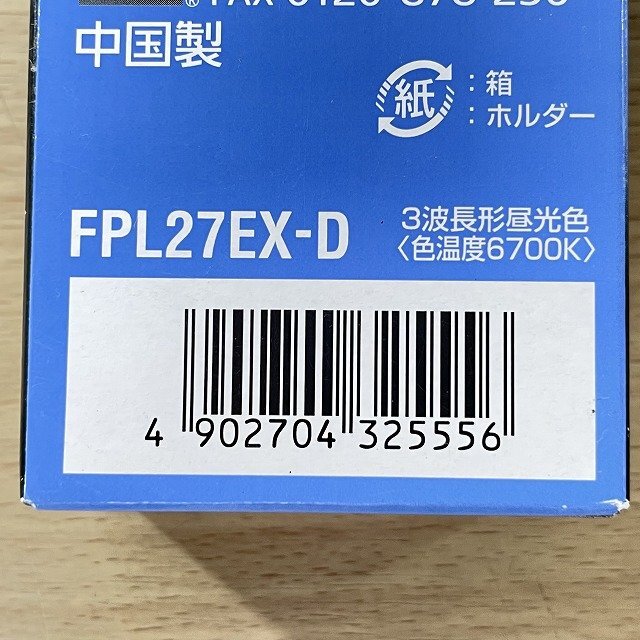 中国製
紙
:箱
:ホルダー
FPL27EX-D
3波長形昼光色
〈色温度6700K〉
4 902704 325556